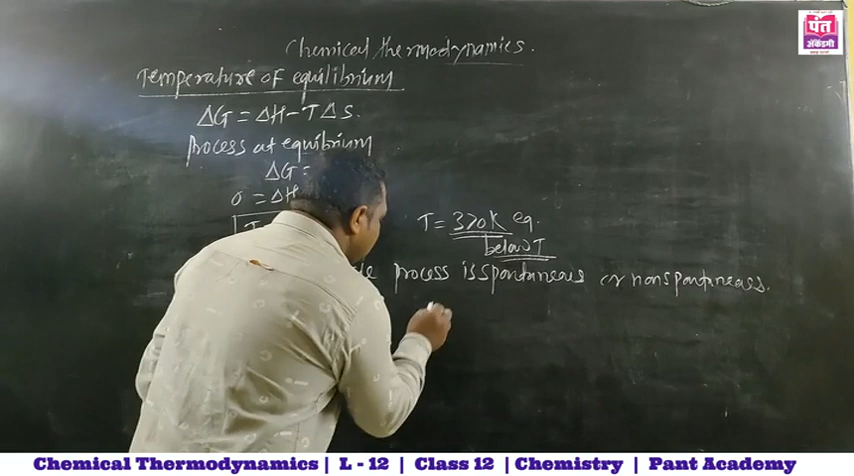 पंत
अ‍ॅकॅडमी
Chemical thermodynamics.
Temperature of equilibrium
ΔG = ΔH - TΔS.
Process at equilibrium
ΔG =
0 = ΔH
T
T = 370K eq.
below T
process is spontaneous or nonspontaneous.
Chemical Thermodynamics | L - 12 | Class 12 | Chemistry | Pant Academy